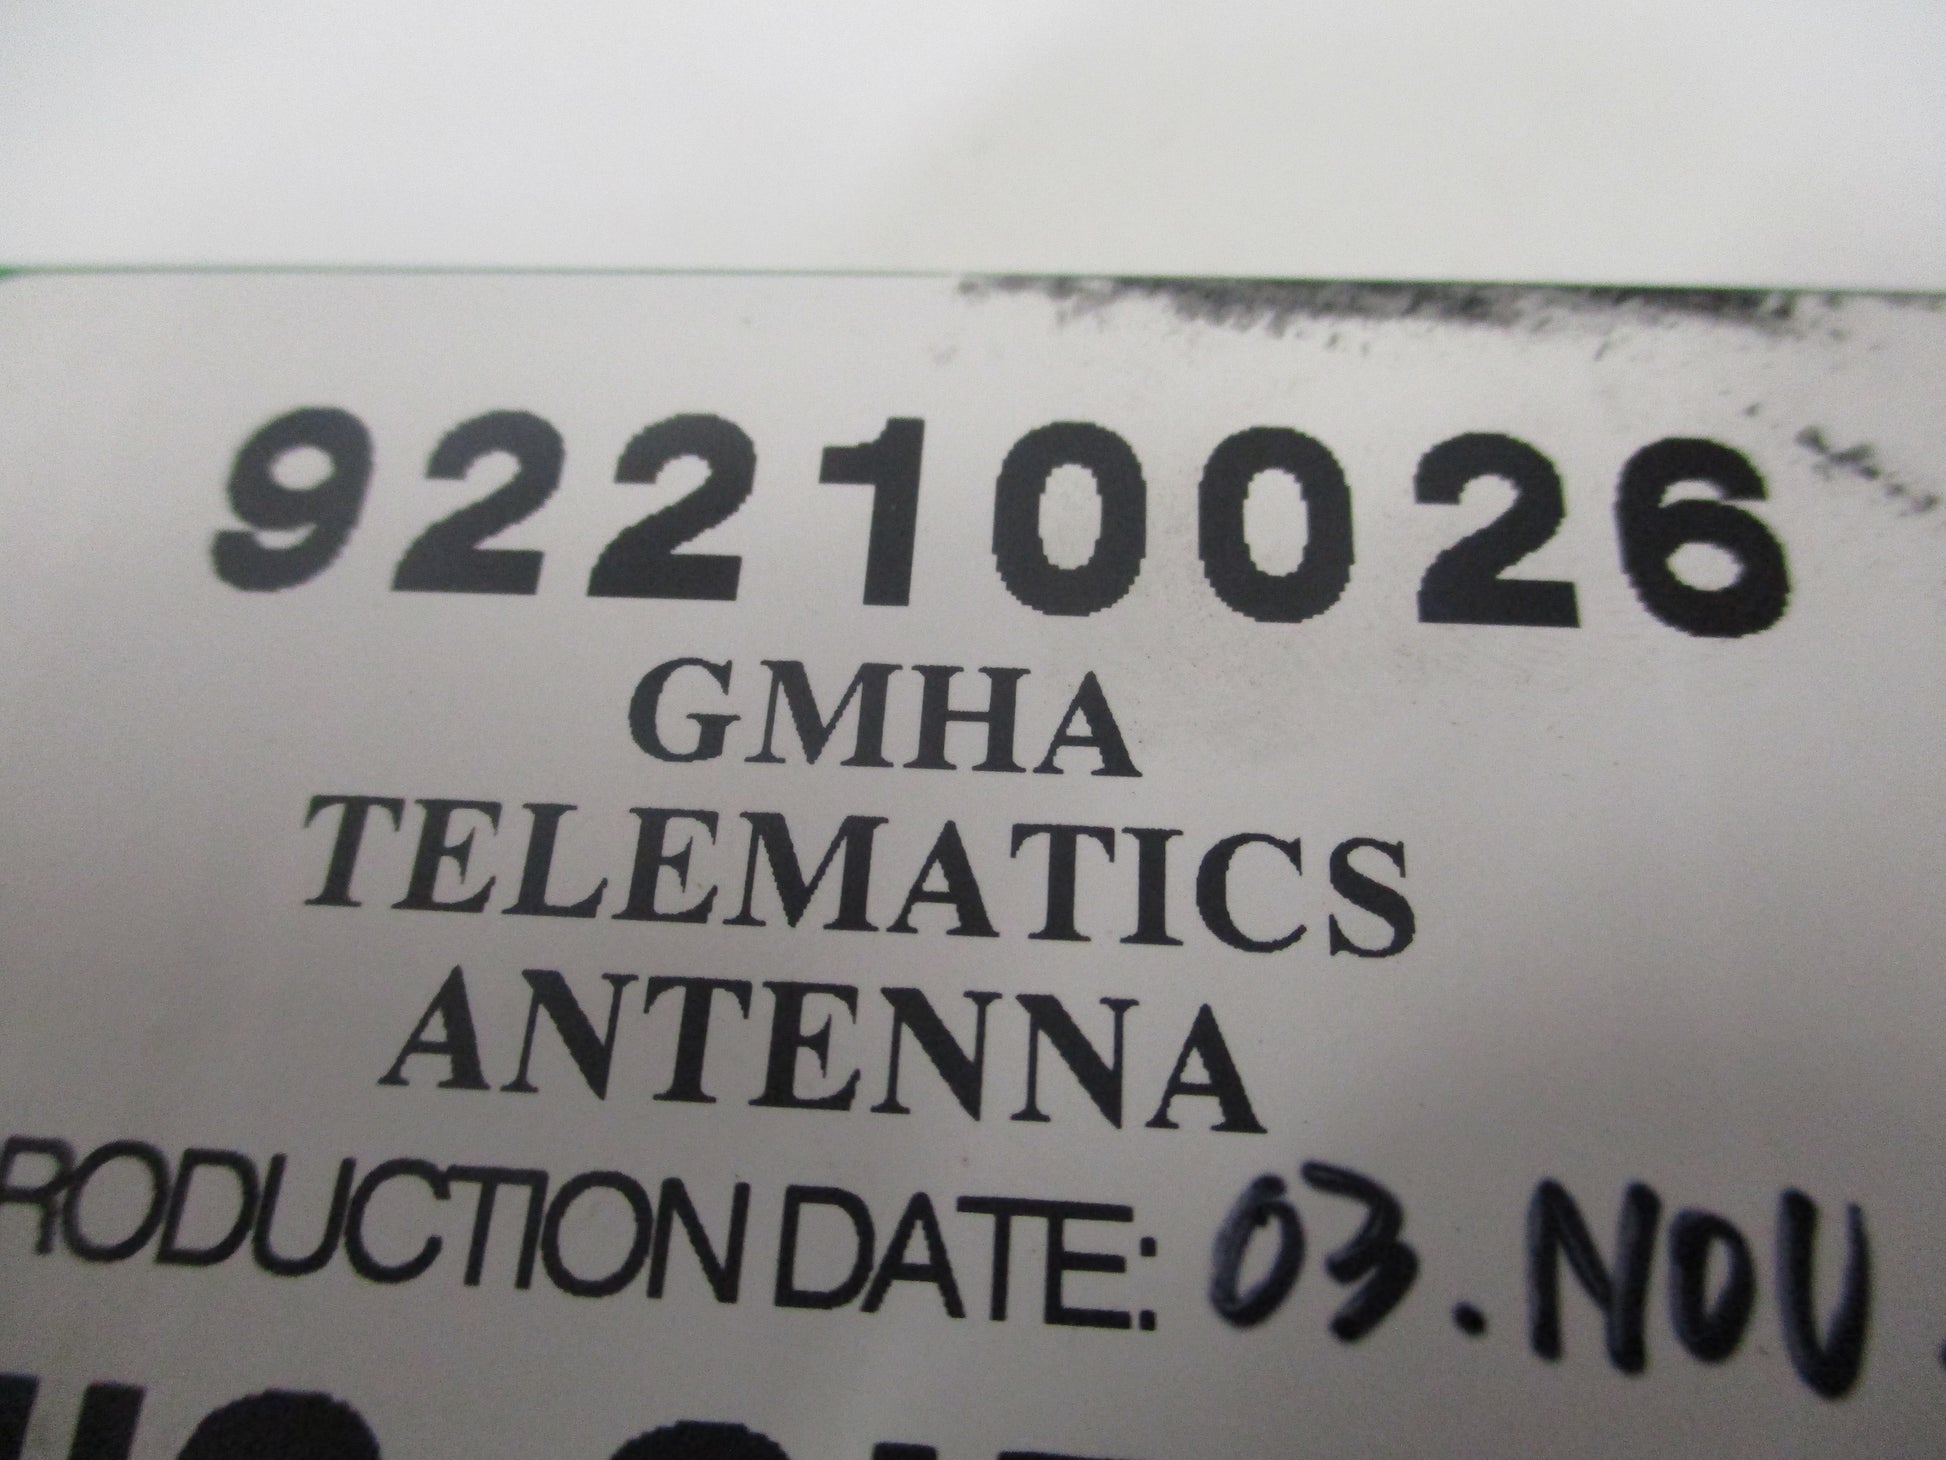 92210026
GMHA
TELEMATICS
ANTENNA
RODUCTION DATE: 03.NOV.